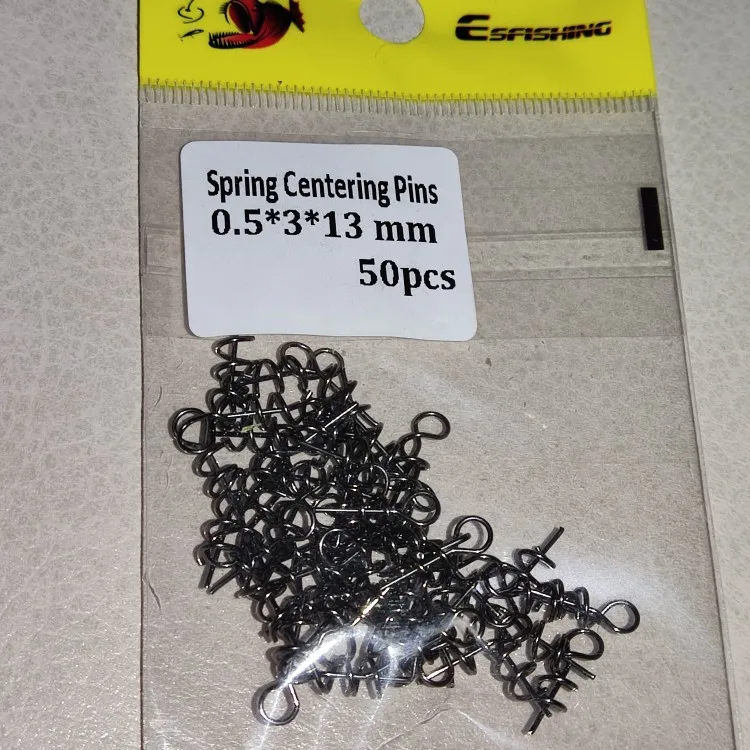 ESFISHING
Spring Centering Pins
0.5*3*13 mm
50pcs